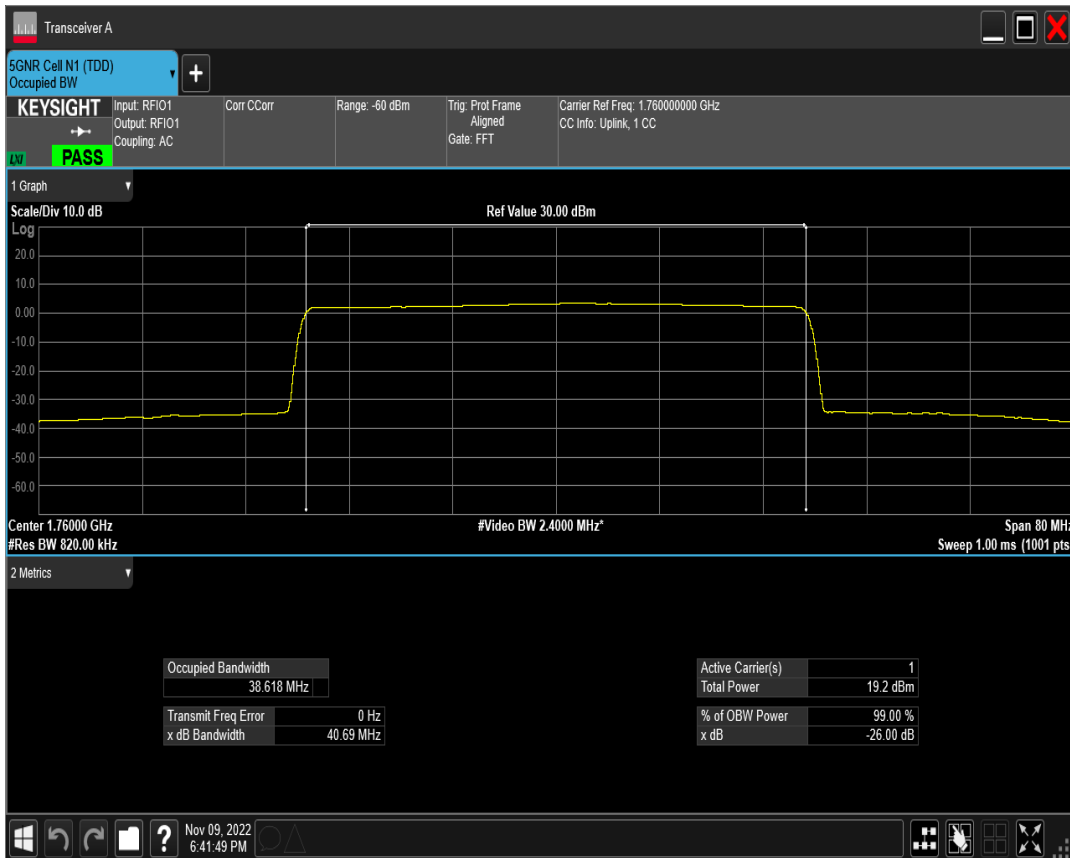 Transceiver A
5GNR Cell N1 (TDD)
Occupied BW
+
KEYSIGHT
LXI
PASS
Input: RFIO1
Output: RFIO1
Coupling: AC
Corr CCorr
Range: -60 dBm
Trig: Prot Frame
Aligned
Gate: FFT
Carrier Ref Freq: 1.760000000 GHz
CC Info: Uplink, 1 CC
1 Graph
Scale/Div 10.0 dB
Ref Value 30.00 dBm
Log
20.0
10.0
0.00
-10.0
-20.0
-30.0
-40.0
-50.0
-60.0
Center 1.76000 GHz
#Video BW 2.4000 MHz*
Span 80 MHz
#Res BW 820.00 kHz
Sweep 1.00 ms (1001 pts
2 Metrics
Occupied Bandwidth
38.618 MHz
Transmit Freq Error 0 Hz
x dB Bandwidth 40.69 MHz
Active Carrier(s) 1
Total Power 19.2 dBm
% of OBW Power 99.00 %
x dB -26.00 dB
?
Nov 09, 2022
6:41:49 PM